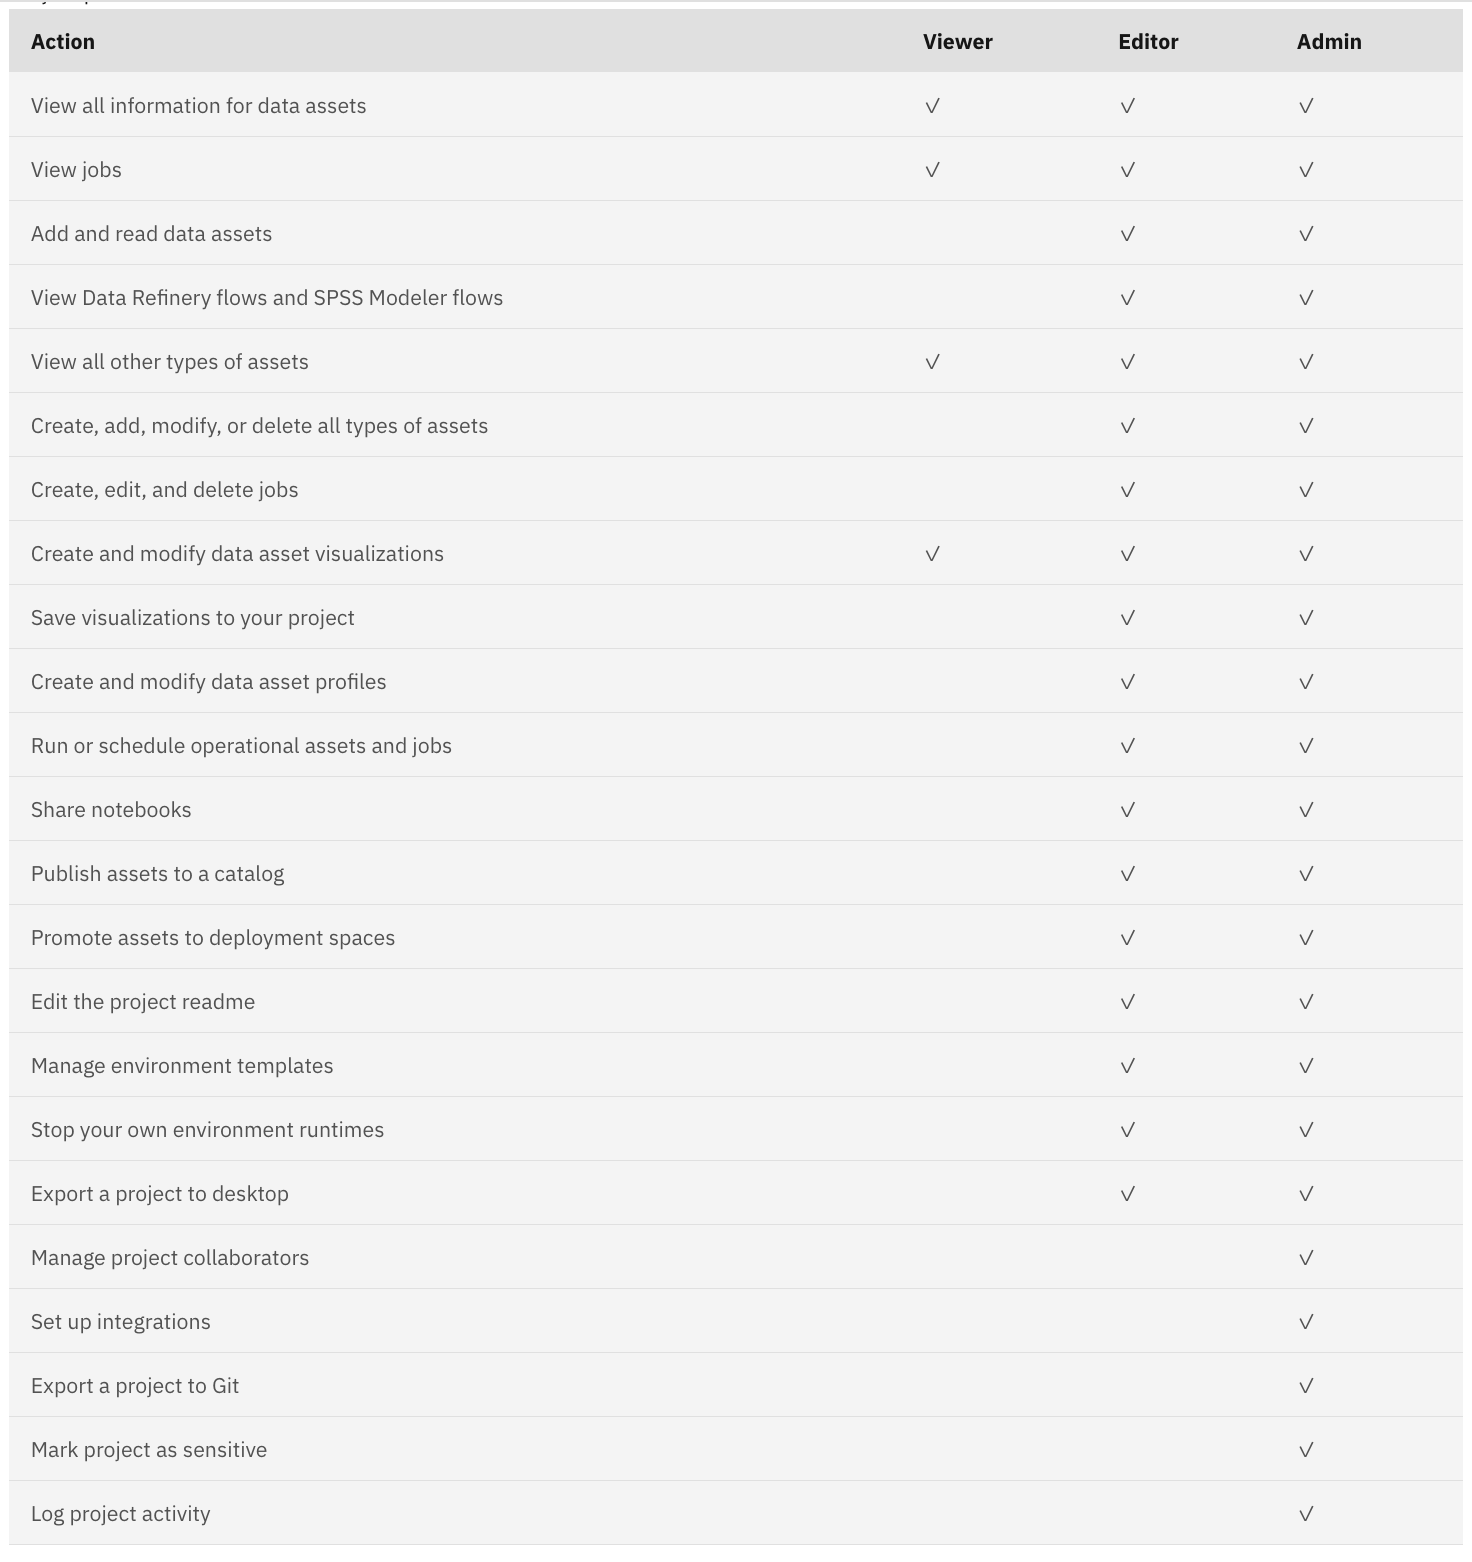 Action Viewer Editor Admin
View all information for data assets ✓ ✓ ✓
View jobs ✓ ✓ ✓
Add and read data assets ✓ ✓
View Data Refinery flows and SPSS Modeler flows ✓ ✓
View all other types of assets ✓ ✓ ✓
Create, add, modify, or delete all types of assets ✓ ✓
Create, edit, and delete jobs ✓ ✓
Create and modify data asset visualizations ✓ ✓ ✓
Save visualizations to your project ✓ ✓
Create and modify data asset profiles ✓ ✓
Run or schedule operational assets and jobs ✓ ✓
Share notebooks ✓ ✓
Publish assets to a catalog ✓ ✓
Promote assets to deployment spaces ✓ ✓
Edit the project readme ✓ ✓
Manage environment templates ✓ ✓
Stop your own environment runtimes ✓ ✓
Export a project to desktop ✓ ✓
Manage project collaborators ✓
Set up integrations ✓
Export a project to Git ✓
Mark project as sensitive ✓
Log project activity ✓